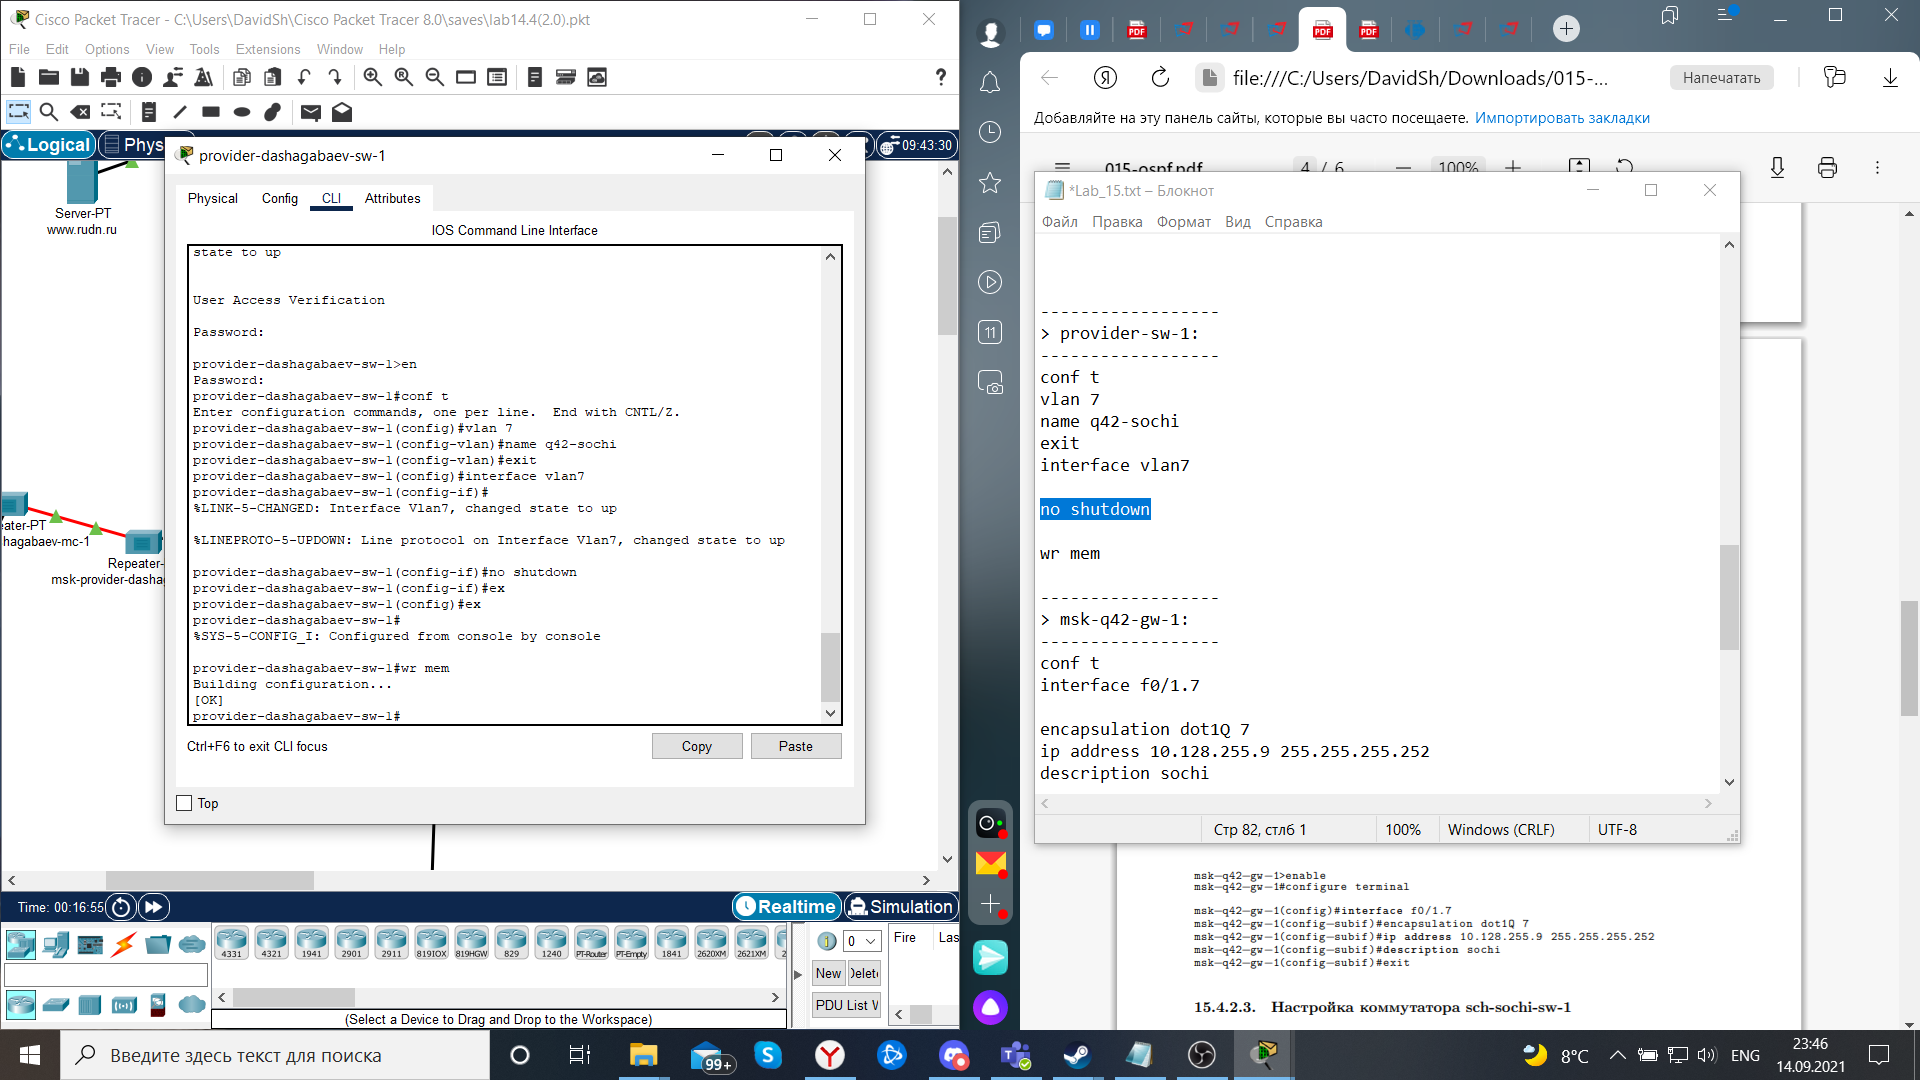 Cisco Packet Tracer - C:\Users\DavidSh\Cisco Packet Tracer 8.0\saves\lab14.4(2.0).pkt
File Edit Options View Tools Extensions Window Help
Logical
Phys
09:43:30
Server-PT
www.rudn.ru
eater-PT
hagabaev-mc-1
Repeater-
msk-provider-dasha
provider-dashagabaev-sw-1
Physical Config CLI Attributes
IOS Command Line Interface
state to up
User Access Verification
Password:
provider-dashagabaev-sw-1>en
Password:
provider-dashagabaev-sw-1#conf t
Enter configuration commands, one per line.  End with CNTL/Z.
provider-dashagabaev-sw-1(config)#vlan 7
provider-dashagabaev-sw-1(config-vlan)#name q42-sochi
provider-dashagabaev-sw-1(config-vlan)#exit
provider-dashagabaev-sw-1(config)#interface vlan7
provider-dashagabaev-sw-1(config-if)#
%LINK-5-CHANGED: Interface Vlan7, changed state to up
%LINEPROTO-5-UPDOWN: Line protocol on Interface Vlan7, changed state to up
provider-dashagabaev-sw-1(config-if)#no shutdown
provider-dashagabaev-sw-1(config-if)#ex
provider-dashagabaev-sw-1(config)#ex
provider-dashagabaev-sw-1#
%SYS-5-CONFIG_I: Configured from console by console
provider-dashagabaev-sw-1#wr mem
Building configuration...
[OK]
provider-dashagabaev-sw-1#
Ctrl+F6 to exit CLI focus
Copy
Paste
Top
Time: 00:16:55
Realtime
Simulation
4331 4321 1941 2901 2911 819IOX 819HGW 829 1240 PT-Router PT-Empty 1841 2620XM 2621XM 2
(Select a Device to Drag and Drop to the Workspace)
0
New
Delete
PDU List W
Fire Las
file:///C:/Users/DavidSh/Downloads/015-...
Напечатать
Добавляйте на эту панель сайты, которые вы часто посещаете. Импортировать закладки
015-ospf.pdf
4 / 6
100%
11
*Lab_15.txt – Блокнот
Файл Правка Формат Вид Справка
------------------
> provider-sw-1:
------------------
conf t
vlan 7
name q42-sochi
exit
interface vlan7
no shutdown
wr mem
------------------
> msk-q42-gw-1:
------------------
conf t
interface f0/1.7
encapsulation dot1Q 7
ip address 10.128.255.9 255.255.255.252
description sochi
Стр 82, стлб 1
100%
Windows (CRLF)
UTF-8
msk-q42-gw-1>enable
msk-q42-gw-1#configure terminal
msk-q42-gw-1(config)#interface f0/1.7
msk-q42-gw-1(config-subif)#encapsulation dot1Q 7
msk-q42-gw-1(config-subif)#ip address 10.128.255.9 255.255.255.252
msk-q42-gw-1(config-subif)#description sochi
msk-q42-gw-1(config-subif)#exit
15.4.2.3. Настройка коммутатора sch-sochi-sw-1
Введите здесь текст для поиска
99+
8°C
ENG
23:46
14.09.2021